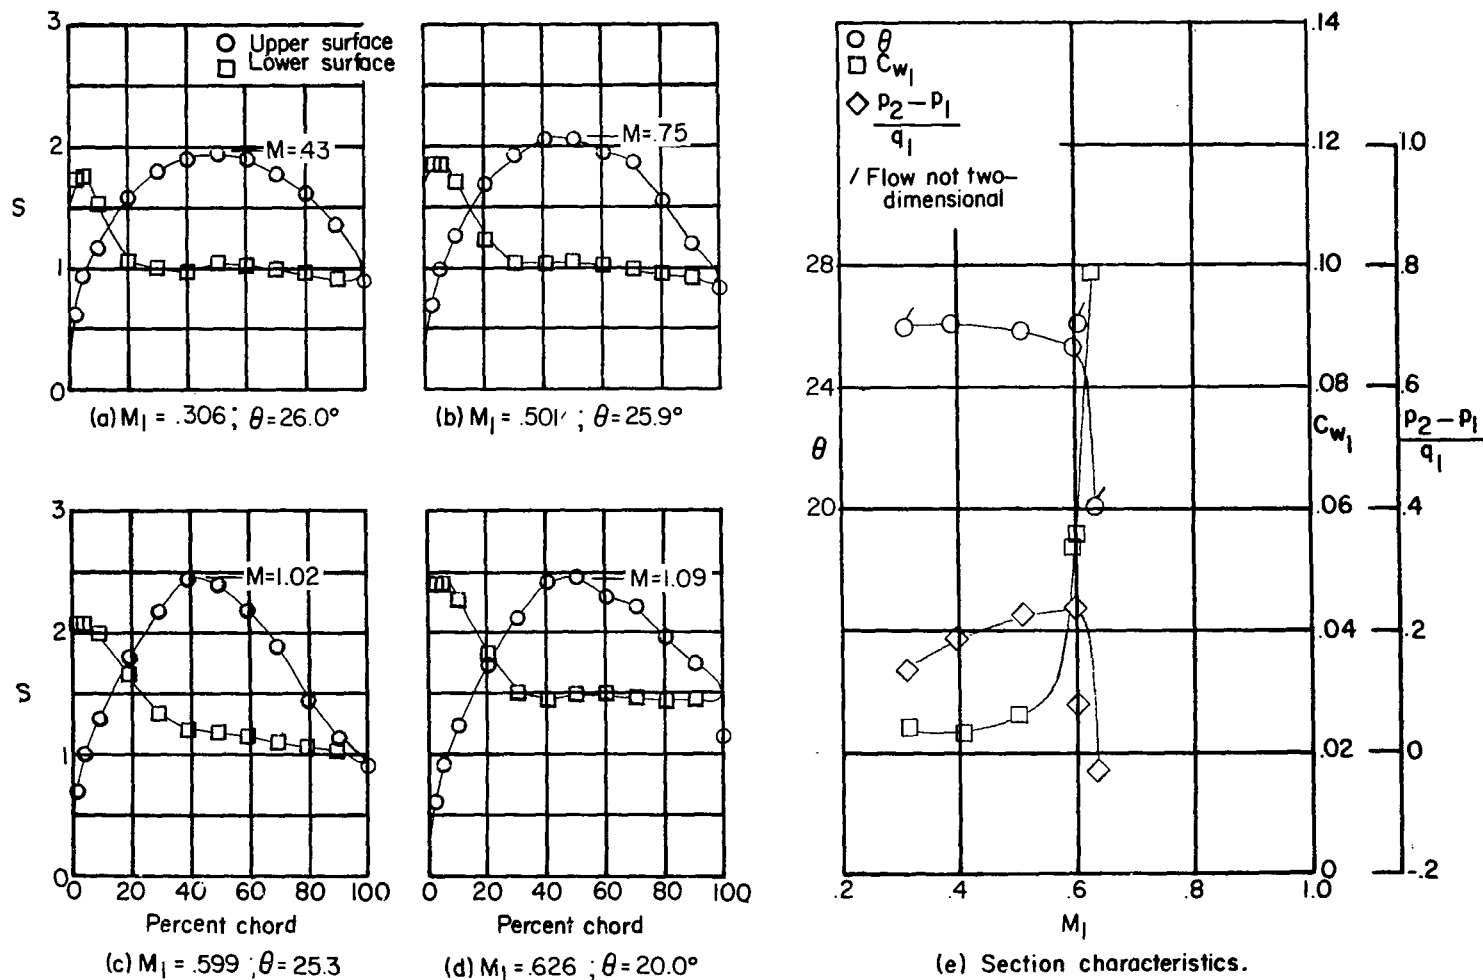 3
2
S
1
0
○ Upper surface
□ Lower surface
M=.43
(a) M₁ = .306 ; θ=26.0°
M=.75
(b) M₁ = .501 ; θ=25.9°
3
2
S
1
0
M=1.02
0 20 40 60 80 100
Percent chord
(c) M₁ = .599 ; θ=25.3
M=1.09
0 20 40 60 80 100
Percent chord
(d) M₁ = .626 ; θ=20.0°
○ θ
□ Cw₁
◇ p₂ – p₁
q₁
/ Flow not two-
dimensional
28
24
θ
20
.14
.12
.10
.08
Cw₁
.06
.04
.02
.0
1.0
.8
.6
p₂ – p₁
q₁
.4
.2
0
-.2
.2 .4 .6 .8 1.0
M₁
(e) Section characteristics.